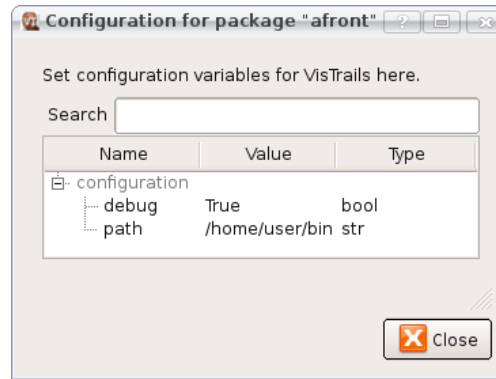 Configuration for package "afront"
Set configuration variables for VisTrails here.
Search
Name Value Type
configuration
debug True bool
path /home/user/bin str
Close